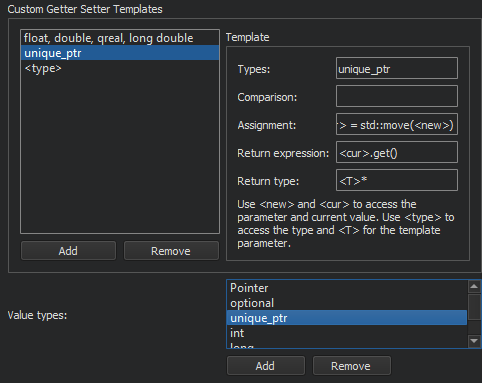 Custom Getter Setter Templates
float, double, qreal, long double
unique_ptr
<type>
Add
Remove
Template
Types:
unique_ptr
Comparison:
Assignment:
> = std::move(<new>)
Return expression:
<cur>.get()
Return type:
<T>*
Use <new> and <cur> to access the
parameter and current value. Use <type> to
access the type and <T> for the template
parameter.
Value types:
Pointer
optional
unique_ptr
int
long
Add
Remove